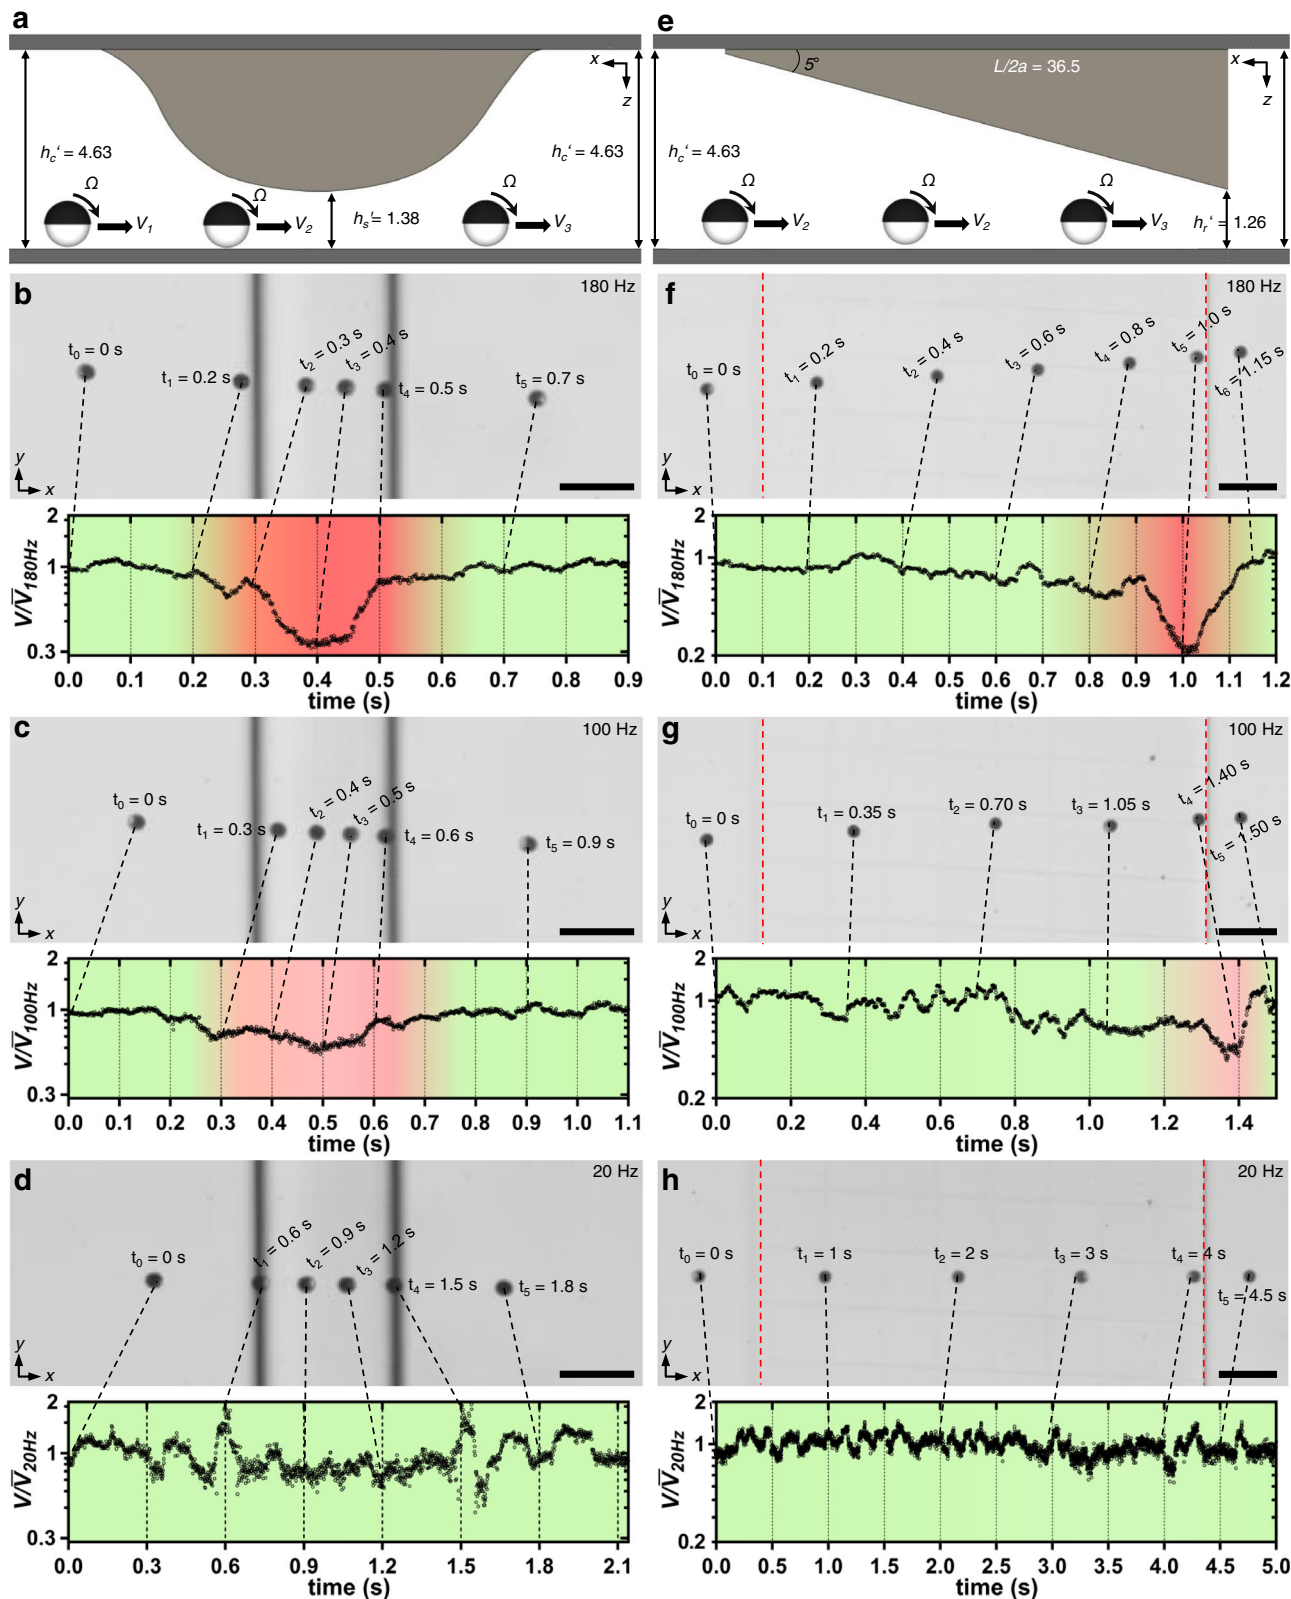 a
x
z
h_c' = 4.63
h_c' = 4.63
Ω
V_1
Ω
V_2
h_s' = 1.38
Ω
V_3
b
180 Hz
t_0 = 0 s
t_1 = 0.2 s
t_2 = 0.3 s
t_3 = 0.4 s
t_4 = 0.5 s
t_5 = 0.7 s
y
x
V/V̅_180Hz
2
1
0.3
0.0 0.1 0.2 0.3 0.4 0.5 0.6 0.7 0.8 0.9
time (s)
c
100 Hz
t_0 = 0 s
t_1 = 0.3 s
t_2 = 0.4 s
t_3 = 0.5 s
t_4 = 0.6 s
t_5 = 0.9 s
y
x
V/V̅_100Hz
2
1
0.3
0.0 0.1 0.2 0.3 0.4 0.5 0.6 0.7 0.8 0.9 1.0 1.1
time (s)
d
20 Hz
t_0 = 0 s
t_1 = 0.6 s
t_2 = 0.9 s
t_3 = 1.2 s
t_4 = 1.5 s
t_5 = 1.8 s
y
x
V/V̅_20Hz
2
1
0.3
0.0 0.3 0.6 0.9 1.2 1.5 1.8 2.1
time (s)
e
5°
L/2a = 36.5
x
z
h_c' = 4.63
h_c' = 4.63
Ω
V_2
Ω
V_2
Ω
V_3
h_r' = 1.26
f
180 Hz
t_0 = 0 s
t_1 = 0.2 s
t_2 = 0.4 s
t_3 = 0.6 s
t_4 = 0.8 s
t_5 = 1.0 s
t_6 = 1.15 s
y
x
V/V̅_180Hz
2
1
0.2
0.0 0.1 0.2 0.3 0.4 0.5 0.6 0.7 0.8 0.9 1.0 1.1 1.2
time (s)
g
100 Hz
t_0 = 0 s
t_1 = 0.35 s
t_2 = 0.70 s
t_3 = 1.05 s
t_4 = 1.40 s
t_5 = 1.50 s
y
x
V/V̅_100Hz
2
1
0.2
0.0 0.2 0.4 0.6 0.8 1.0 1.2 1.4
time (s)
h
20 Hz
t_0 = 0 s
t_1 = 1 s
t_2 = 2 s
t_3 = 3 s
t_4 = 4 s
t_5 = 4.5 s
y
x
V/V̅_20Hz
2
1
0.2
0.0 0.5 1.0 1.5 2.0 2.5 3.0 3.5 4.0 4.5 5.0
time (s)